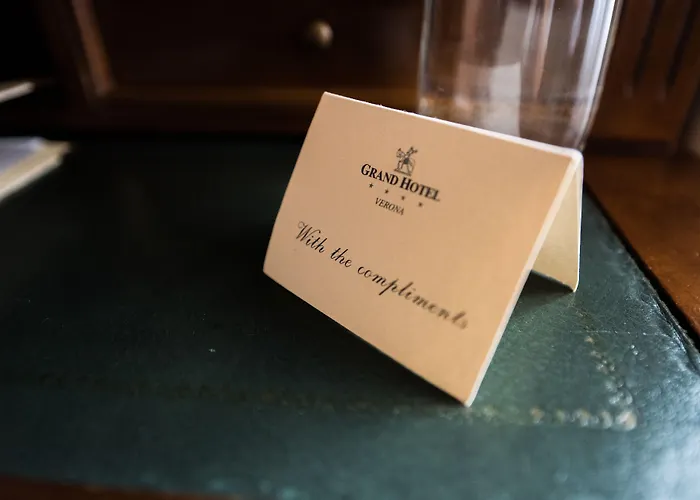 GRAND HOTEL
★ ★ ★ ★
VERONA
With the compliments